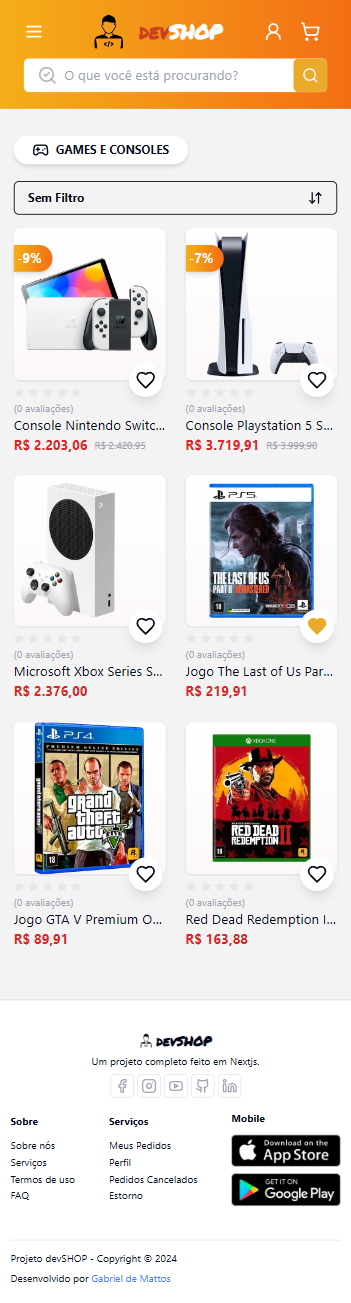 devSHOP
O que você está procurando?
GAMES E CONSOLES
Sem Filtro
-9%
-7%
(0 avaliações)
(0 avaliações)
Console Nintendo Switc...
Console Playstation 5 S...
R$ 2.203,06 R$ 2.420,95
R$ 3.719,91 R$ 3.999,90
PS5
THE LAST OF US
PART II REMASTERED
18
(0 avaliações)
(0 avaliações)
Microsoft Xbox Series S...
Jogo The Last of Us Par...
R$ 2.376,00
R$ 219,91
PS4
PREMIUM ONLINE EDITION
grand
theft
auto V
18
R
XBOX ONE
RED DEAD
REDEMPTION II
18
R
(0 avaliações)
(0 avaliações)
Jogo GTA V Premium O...
Red Dead Redemption I...
R$ 89,91
R$ 163,88
devSHOP
Um projeto completo feito em Nextjs.
Sobre
Sobre nós
Serviços
Termos de uso
FAQ
Serviços
Meus Pedidos
Perfil
Pedidos Cancelados
Estorno
Mobile
Download on the
App Store
GET IT ON
Google Play
Projeto devSHOP - Copyright © 2024
Desenvolvido por Gabriel de Mattos